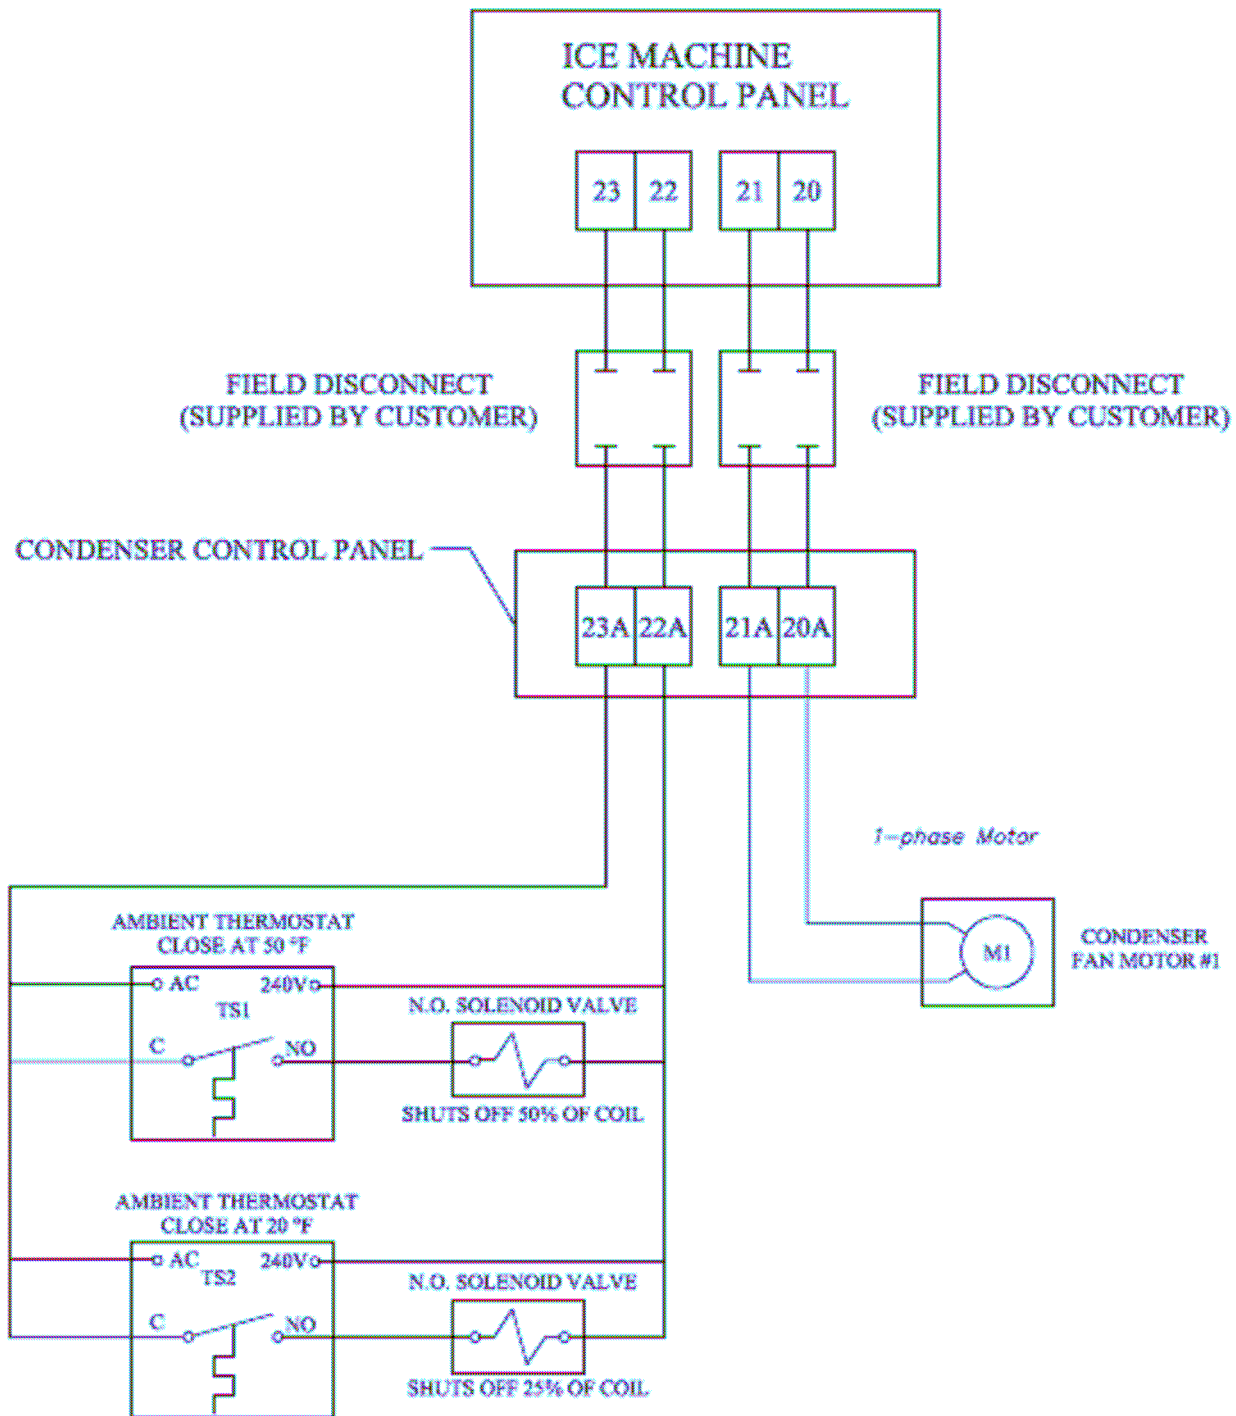 ICE MACHINE
CONTROL PANEL
23 22 21 20
FIELD DISCONNECT
(SUPPLIED BY CUSTOMER)
FIELD DISCONNECT
(SUPPLIED BY CUSTOMER)
CONDENSER CONTROL PANEL
23A 22A 21A 20A
1-phase Motor
M1
CONDENSER
FAN MOTOR #1
AMBIENT THERMOSTAT
CLOSE AT 50 °F
AC 240V
TS1
C NO
N.O. SOLENOID VALVE
SHUTS OFF 50% OF COIL
AMBIENT THERMOSTAT
CLOSE AT 20 °F
AC 240V
TS2
C NO
N.O. SOLENOID VALVE
SHUTS OFF 25% OF COIL